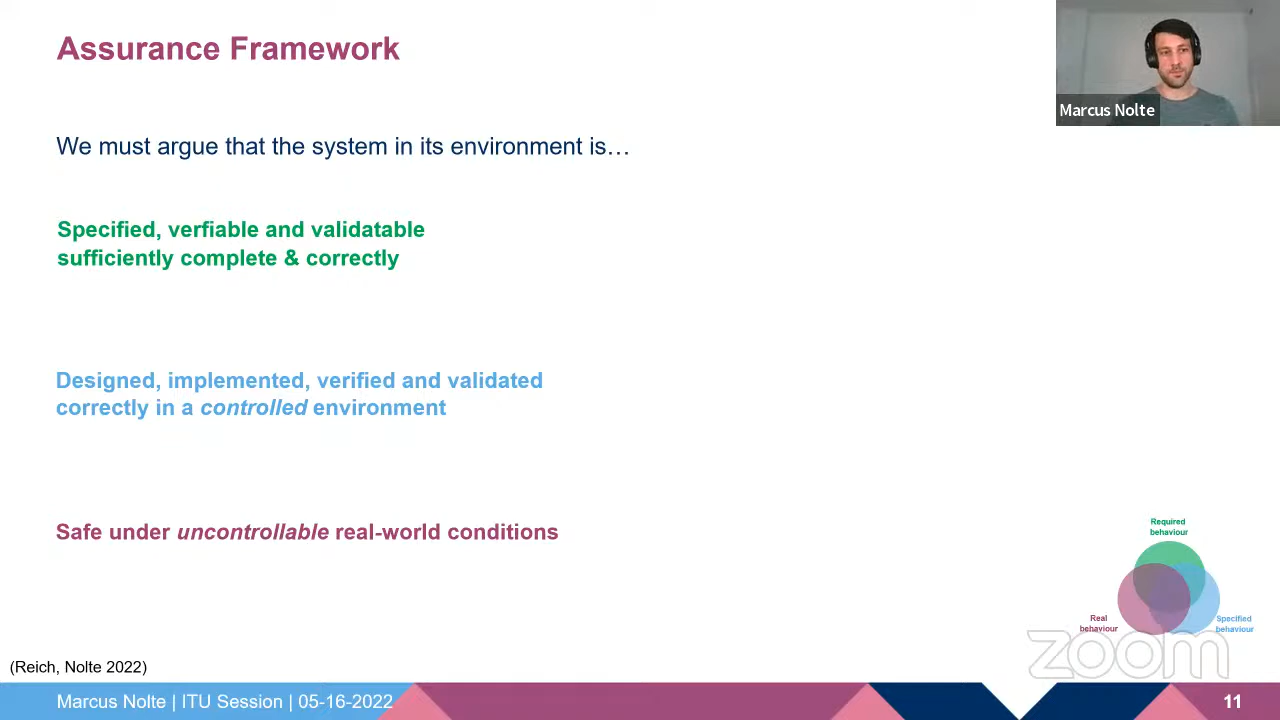 Assurance Framework
Marcus Nolte
We must argue that the system in its environment is…
Specified, verfiable and validatable
sufficiently complete & correctly
Designed, implemented, verified and validated
correctly in a controlled environment
Safe under uncontrollable real-world conditions
Required
behaviour
Real
behaviour
Specified
behaviour
zoom
(Reich, Nolte 2022)
Marcus Nolte | ITU Session | 05-16-2022
11